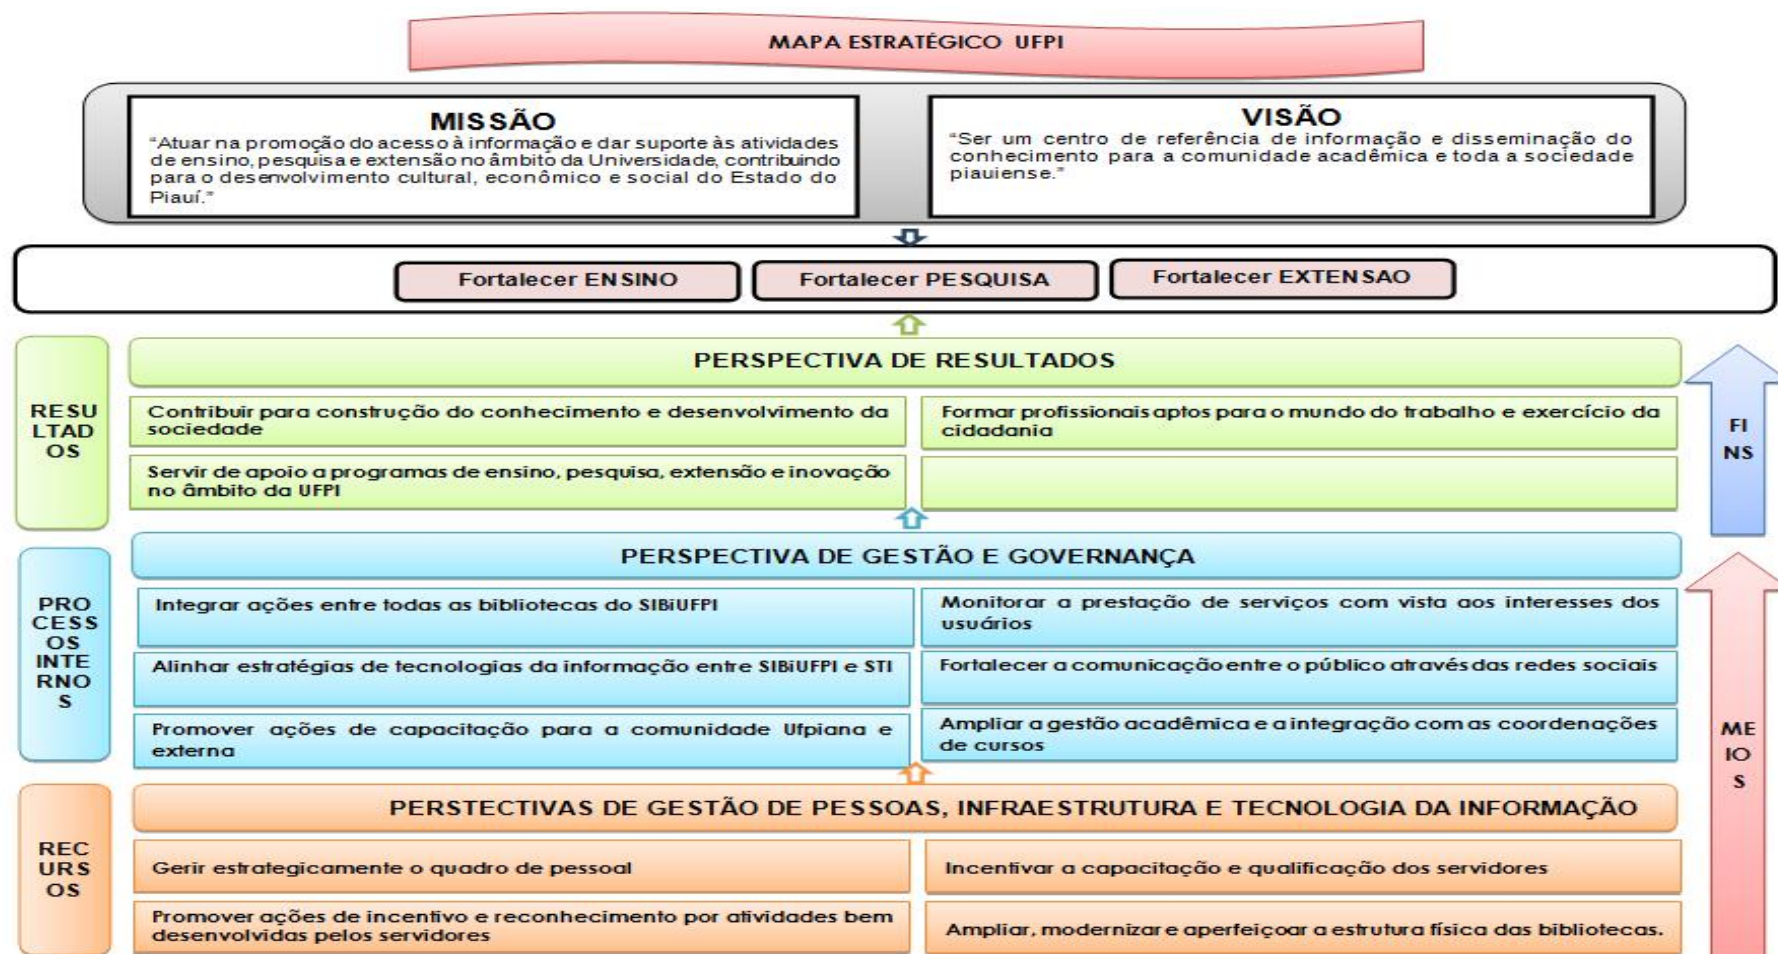 MAPA ESTRATÉGICO UFPI
MISSÃO
“Atuar na promoção do acesso à informação e dar suporte às atividades
de ensino, pesquisa e extensão no âmbito da Universidade, contribuindo
para o desenvolvimento cultural, econômico e social do Estado do
Piauí.”
VISÃO
“Ser um centro de referência de informação e disseminação do
conhecimento para a comunidade acadêmica e toda a sociedade
piauiense.”
Fortalecer ENSINO
Fortalecer PESQUISA
Fortalecer EXTENSAO
RESU
LTAD
OS
PERSPECTIVA DE RESULTADOS
Contribuir para construção do conhecimento e desenvolvimento da
sociedade
Formar profissionais aptos para o mundo do trabalho e exercício da
cidadania
Servir de apoio a programas de ensino, pesquisa, extensão e inovação
no âmbito da UFPI
FI
NS
PRO
CESS
OS
INTE
RNO
S
PERSPECTIVA DE GESTÃO E GOVERNANÇA
Integrar ações entre todas as bibliotecas do SIBiUFPI
Monitorar a prestação de serviços com vista aos interesses dos
usuários
Alinhar estratégias de tecnologias da informação entre SIBiUFPI e STI
Fortalecer a comunicação entre o público através das redes sociais
Promover ações de capacitação para a comunidade Ufpiana e
externa
Ampliar a gestão acadêmica e a integração com as coordenações
de cursos
ME
IO
S
REC
URS
OS
PERSTECTIVAS DE GESTÃO DE PESSOAS, INFRAESTRUTURA E TECNOLOGIA DA INFORMAÇÃO
Gerir estrategicamente o quadro de pessoal
Incentivar a capacitação e qualificação dos servidores
Promover ações de incentivo e reconhecimento por atividades bem
desenvolvidas pelos servidores
Ampliar, modernizar e aperfeiçoar a estrutura física das bibliotecas.